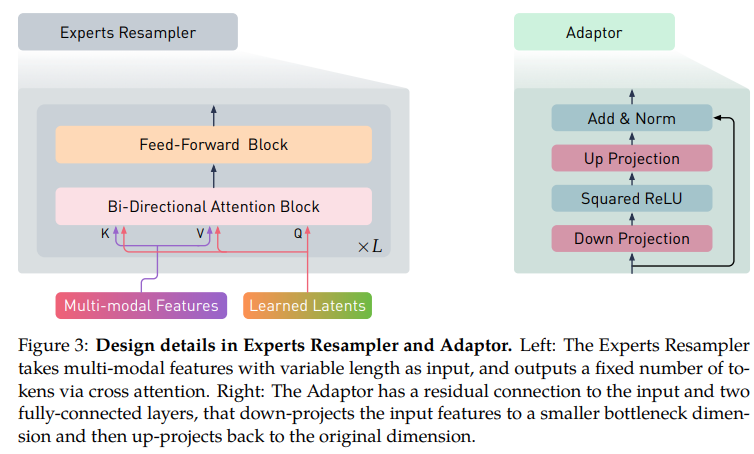 Experts Resampler
Feed-Forward Block
Bi-Directional Attention Block
K
V
Q
×L
Multi-modal Features
Learned Latents
Adaptor
Add & Norm
Up Projection
Squared ReLU
Down Projection
Figure 3: Design details in Experts Resampler and Adaptor. Left: The Experts Resampler
takes multi-modal features with variable length as input, and outputs a fixed number of to-
kens via cross attention. Right: The Adaptor has a residual connection to the input and two
fully-connected layers, that down-projects the input features to a smaller bottleneck dimen-
sion and then up-projects back to the original dimension.